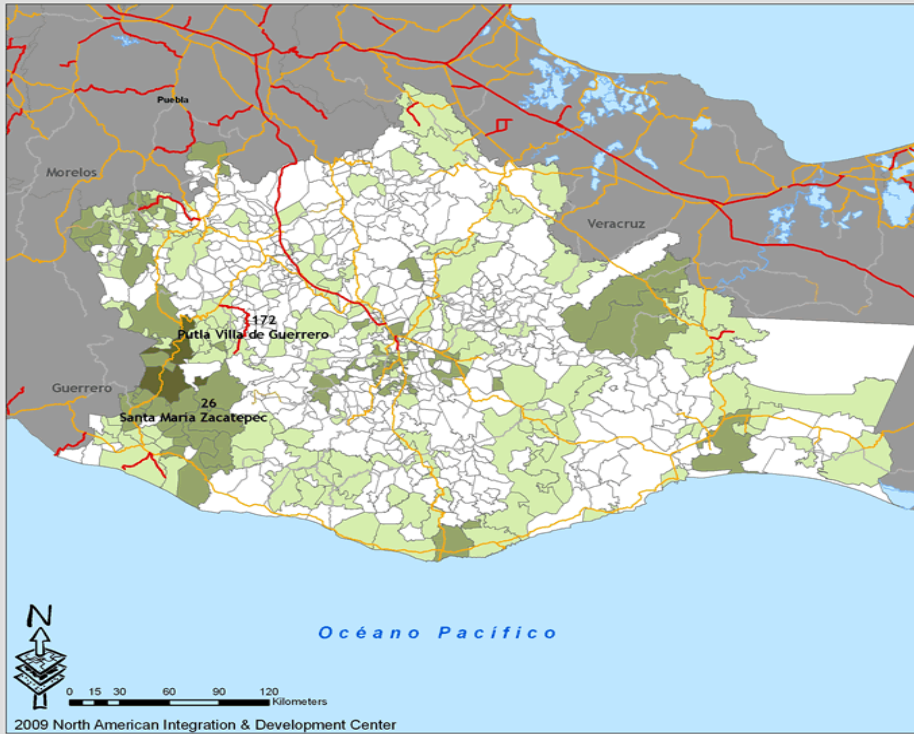 Puebla
Morelos
Veracruz
172
Putla Villa de Guerrero
Guerrero
26
Santa María Zacatepec
Océano Pacífico
N
0 15 30 60 90 120
Kilometers
2009 North American Integration & Development Center